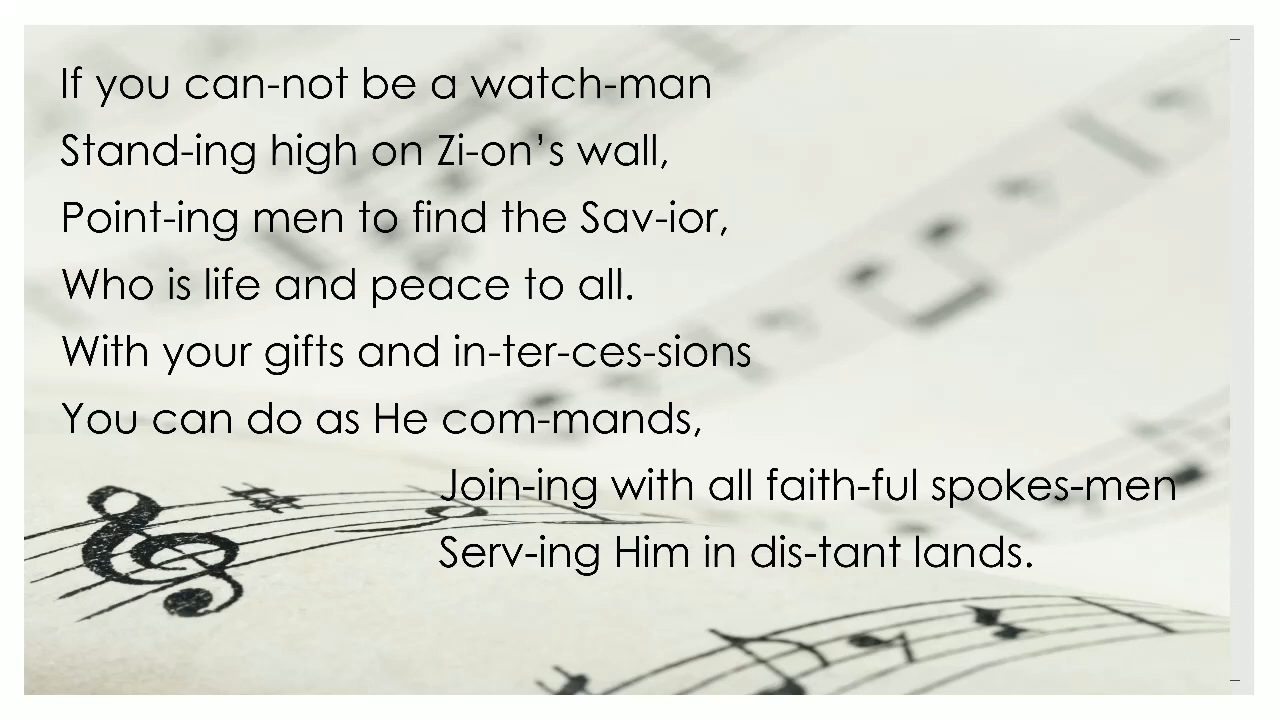 If you can-not be a watch-man
Stand-ing high on Zi-on’s wall,
Point-ing men to find the Sav-ior,
Who is life and peace to all.
With your gifts and in-ter-ces-sions
You can do as He com-mands,
Join-ing with all faith-ful spokes-men
Serv-ing Him in dis-tant lands.